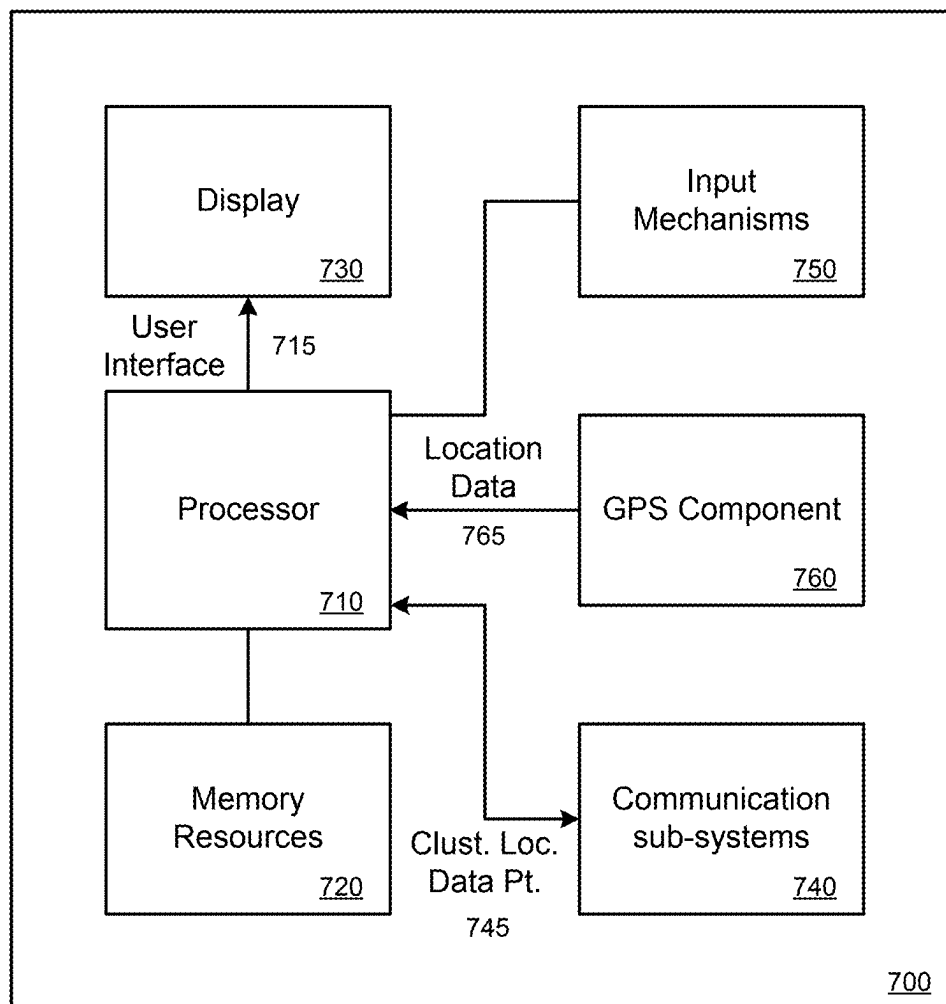 Display
730
Input
Mechanisms
750
User
Interface
715
Processor
710
Location
Data
765
GPS Component
760
Memory
Resources
720
Clust. Loc.
Data Pt.
745
Communication
sub-systems
740
700